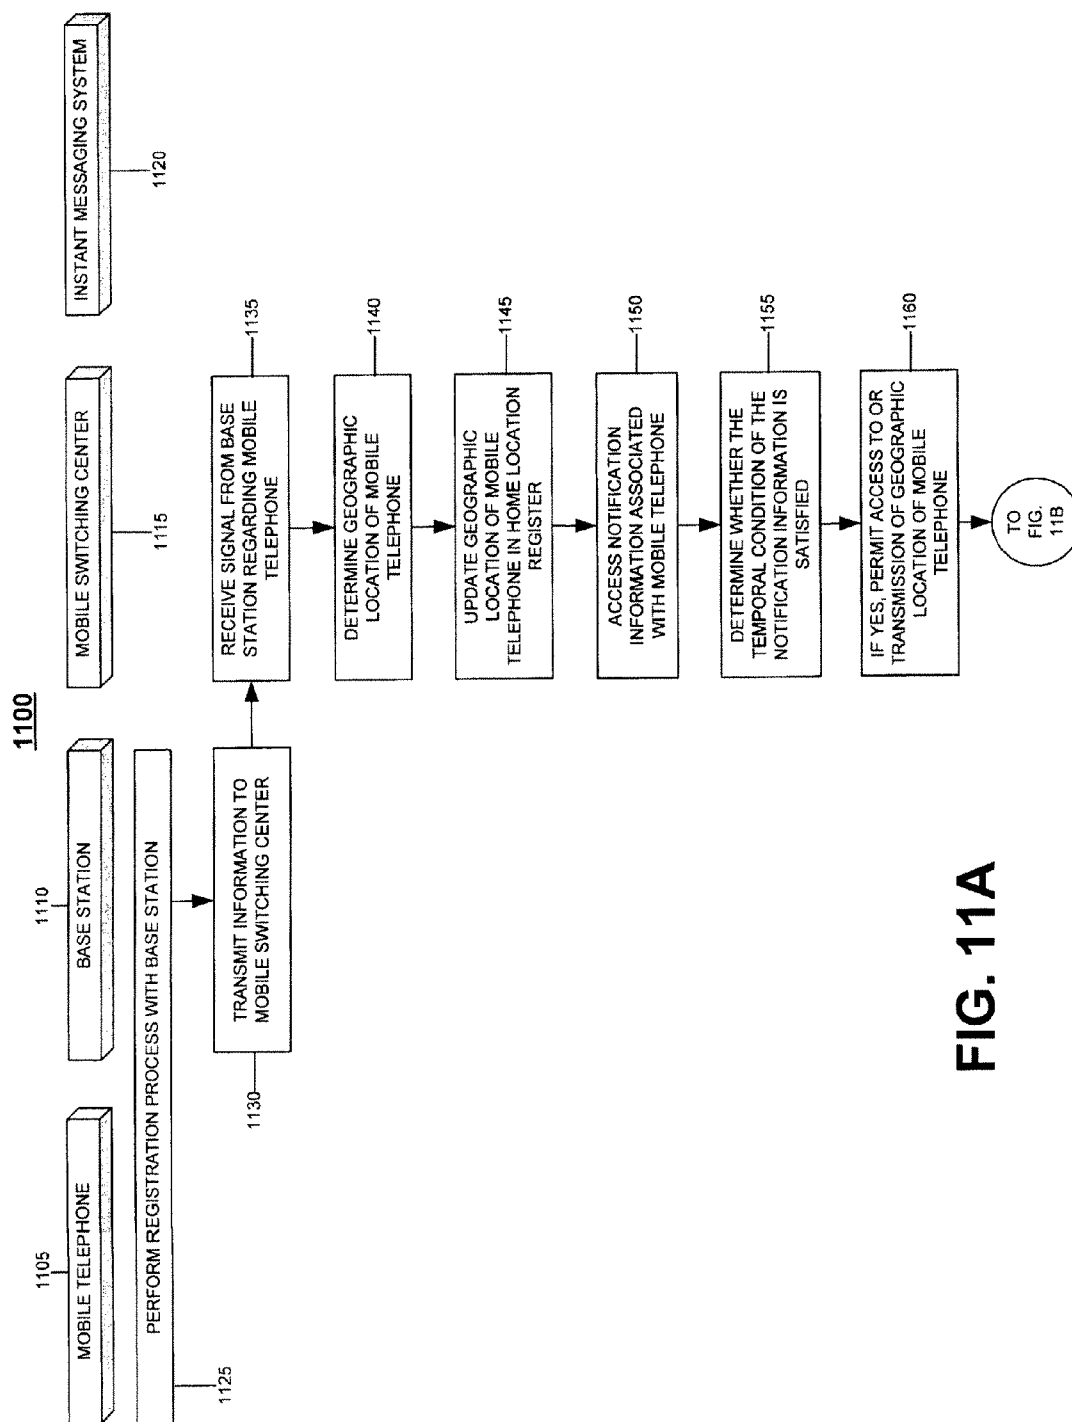 1100
1105
1110
1115
1120
MOBILE TELEPHONE
BASE STATION
MOBILE SWITCHING CENTER
INSTANT MESSAGING SYSTEM
PERFORM REGISTRATION PROCESS WITH BASE STATION
1125
TRANSMIT INFORMATION TO
MOBILE SWITCHING CENTER
1130
RECEIVE SIGNAL FROM BASE
STATION REGARDING MOBILE
TELEPHONE
1135
DETERMINE GEOGRAPHIC
LOCATION OF MOBILE
TELEPHONE
1140
UPDATE GEOGRAPHIC
LOCATION OF MOBILE
TELEPHONE IN HOME LOCATION
REGISTER
1145
ACCESS NOTIFICATION
INFORMATION ASSOCIATED
WITH MOBILE TELEPHONE
1150
DETERMINE WHETHER THE
TEMPORAL CONDITION OF THE
NOTIFICATION INFORMATION IS
SATISFIED
1155
IF YES, PERMIT ACCESS TO OR
TRANSMISSION OF GEOGRAPHIC
LOCATION OF MOBILE
TELEPHONE
1160
TO
FIG.
11B
FIG. 11A